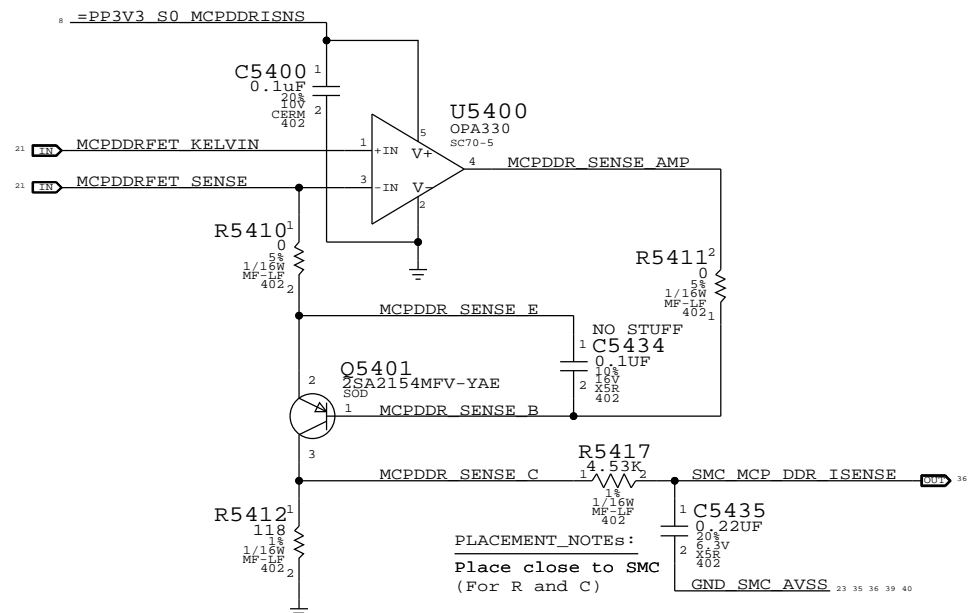 8 =PP3V3_S0_MCPDDRISNS
C5400
0.1uF
20%
10V
CERM
402
1
2
U5400
OPA330
SC70-5
21 IN MCPDDRFET_KELVIN
1 +IN
V+
5
4
MCPDDR_SENSE_AMP
21 IN MCPDDRFET_SENSE
3 -IN
V-
2
R5410
0
5%
1/16W
MF-LF
402
1
2
R5411
0
5%
1/16W
MF-LF
402
2
1
MCPDDR_SENSE_E
NO STUFF
C5434
0.1UF
10%
16V
X5R
402
1
2
Q5401
2SA2154MFV-YAE
SOD
2
1
3
MCPDDR_SENSE_B
R5417
4.53K
1
2
1%
1/16W
MF-LF
402
MCPDDR_SENSE_C
SMC_MCP_DDR_ISENSE
OUT 36
R5412
118
1%
1/16W
MF-LF
402
1
2
C5435
0.22UF
20%
6.3V
X5R
402
1
2
PLACEMENT_NOTEs:
Place close to SMC
(For R and C)
GND_SMC_AVSS 23 35 36 39 40